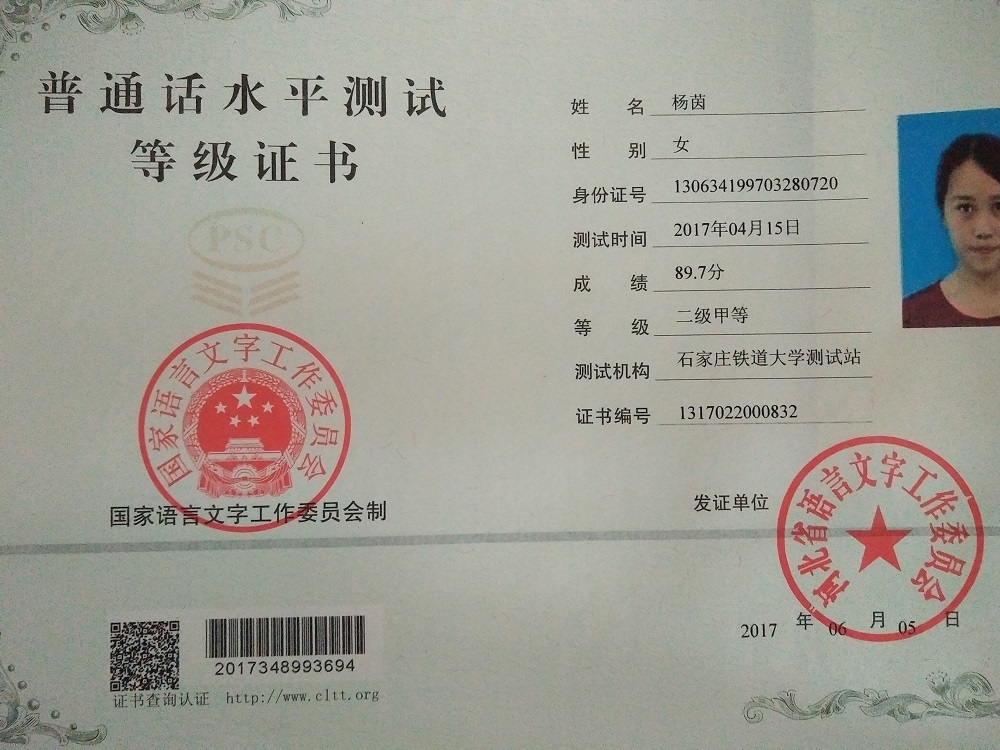 普通话水平测试
等级证书
PSC
国家语言文字工作委员会
国家语言文字工作委员会制
2017348993694
证书查询认证 http://www.cltt.org
姓 名 杨茵
性 别 女
身份证号 130634199703280720
测试时间 2017年04月15日
成 绩 89.7分
等 级 二级甲等
测试机构 石家庄铁道大学测试站
证书编号 1317022000832
发证单位
河北省语言文字工作委员会
2017 年 06 月 05 日